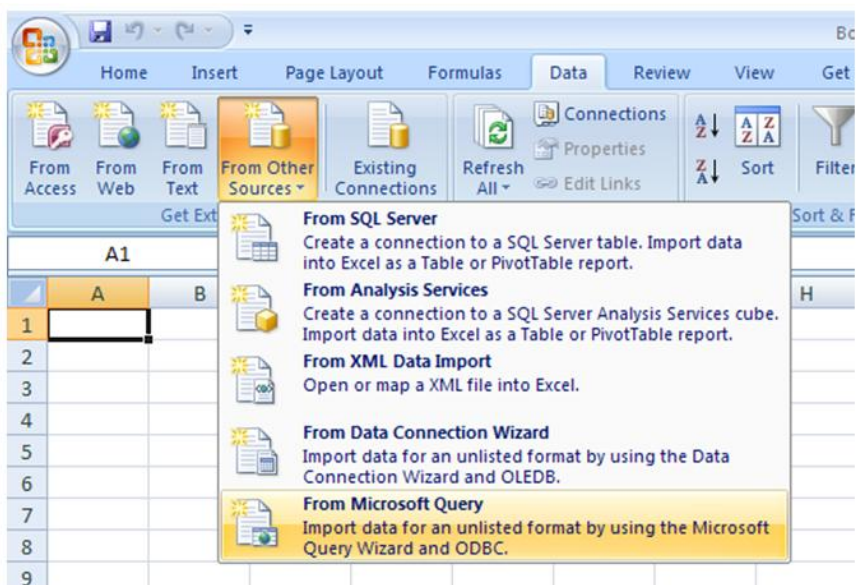 Bo
Home Insert Page Layout Formulas Data Review View Get
From Access
From Web
From Text
From Other Sources
Existing Connections
Refresh All
Connections
Properties
Edit Links
A Z
Z A
A Z
Z A
Sort
Filter
Get Ext
Sort & F
A1
A B H
1
2
3
4
5
6
7
8
9
From SQL Server
Create a connection to a SQL Server table. Import data
into Excel as a Table or PivotTable report.
From Analysis Services
Create a connection to a SQL Server Analysis Services cube.
Import data into Excel as a Table or PivotTable report.
From XML Data Import
Open or map a XML file into Excel.
From Data Connection Wizard
Import data for an unlisted format by using the Data
Connection Wizard and OLEDB.
From Microsoft Query
Import data for an unlisted format by using the Microsoft
Query Wizard and ODBC.